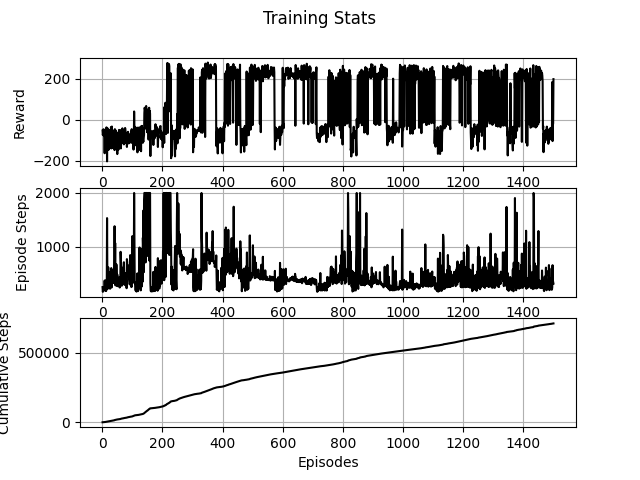 Training Stats
200
0
−200
Reward
0 200 400 600 800 1000 1200 1400
2000
1000
Episode Steps
0 200 400 600 800 1000 1200 1400
500000
0
Cumulative Steps
0 200 400 600 800 1000 1200 1400
Episodes